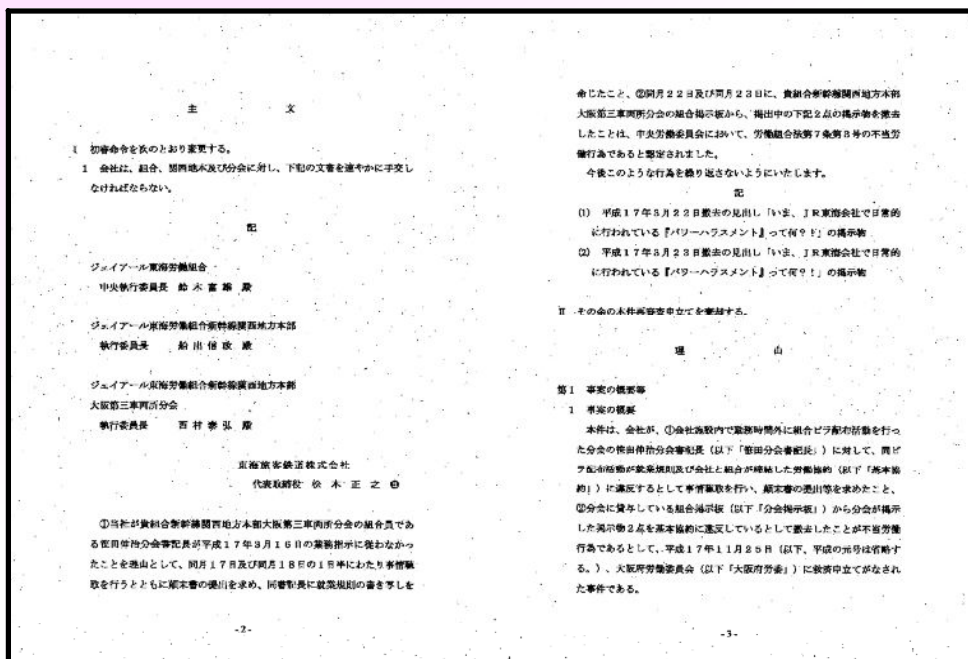 主　文
Ⅰ　初審命令を次のとおり変更する。
1　会社は、組合、関西地本及び分会に対し、下記の文書を速やかに手交し
なければならない。
記
ジェイアール東海労働組合
中央執行委員長　鈴木富雄　殿
ジェイアール東海労働組合新幹線関西地方本部
執行委員長　船出信政　殿
ジェイアール東海労働組合新幹線関西地方本部
大阪第三車両所分会
執行委員長　西村泰弘　殿
東海旅客鉄道株式会社
代表取締役　松本正之　㊞
①当社が貴組合新幹線関西地方本部大阪第三車両所分会の組合員であ
る笹田伸治分会書記長が平成17年3月16日の業務指示に従わなかっ
たことを理由として、同月17日及び同月18日の1日半にわたり事情聴
取を行うとともに顛末書の提出を求め、同書記長に就業規則の書き写しを
-2-
命じたこと、②同月22日及び同月23日に、貴組合新幹線関西地方本部
大阪第三車両所分会の組合掲示板から、掲出中の下記2点の掲示物を撤去
したことは、中央労働委員会において、労働組合法第7条第3号の不当労
働行為であると認定されました。
今後このような行為を繰り返さないようにいたします。
記
(1)　平成17年3月22日撤去の見出し「いま、JR東海会社で日常的
に行われている『パワーハラスメント』って何？！」の掲示物
(2)　平成17年3月23日撤去の見出し「いま、JR東海会社で日常的
に行われている『パワーハラスメント』って何？！」の掲示物
Ⅱ　その余の本件再審査申立てを棄却する。
理　由
第1　事案の概要等
1　事案の概要
本件は、会社が、①会社施設内で勤務時間外に組合ビラ配布活動を行っ
た分会の笹田伸治分会書記長（以下「笹田分会書記長」）に対して、同ビ
ラ配布活動が就業規則及び会社と組合が締結した労働協約（以下「基本協
約」）に違反するとして事情聴取を行い、顛末書の提出等を求めたこと、
②分会に貸与している組合掲示板（以下「分会掲示板」）から分会が掲示
した掲示物2点を基本協約に違反しているとして撤去したことが不当労働
行為であるとして、平成17年11月25日（以下、平成の元号は省略す
る。）、大阪府労働委員会（以下「大阪府労委」）に救済申立てがなされ
た事件である。
-3-